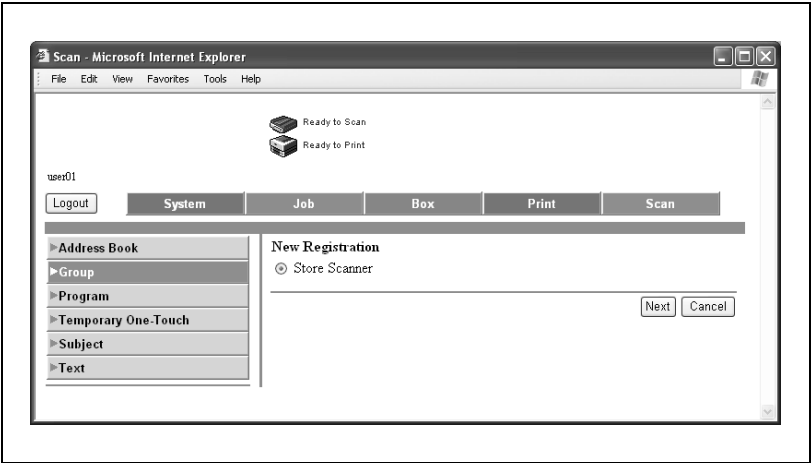 Scan - Microsoft Internet Explorer
File Edit View Favorites Tools Help
Ready to Scan
Ready to Print
user01
Logout System Job Box Print Scan
Address Book
Group
Program
Temporary One-Touch
Subject
Text
New Registration
Store Scanner
Next Cancel